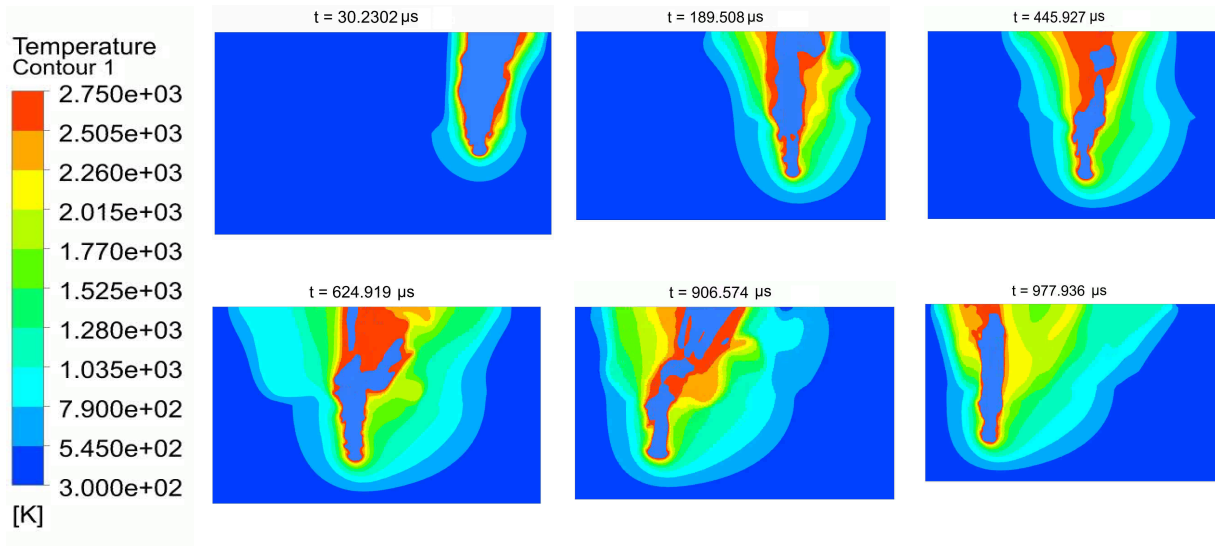 t = 30.2302 µs
t = 189.508 µs
t = 445.927 µs
Temperature
Contour 1
2.750e+03
2.505e+03
2.260e+03
2.015e+03
1.770e+03
1.525e+03
1.280e+03
1.035e+03
7.900e+02
5.450e+02
3.000e+02
[K]
t = 624.919 µs
t = 906.574 µs
t = 977.936 µs